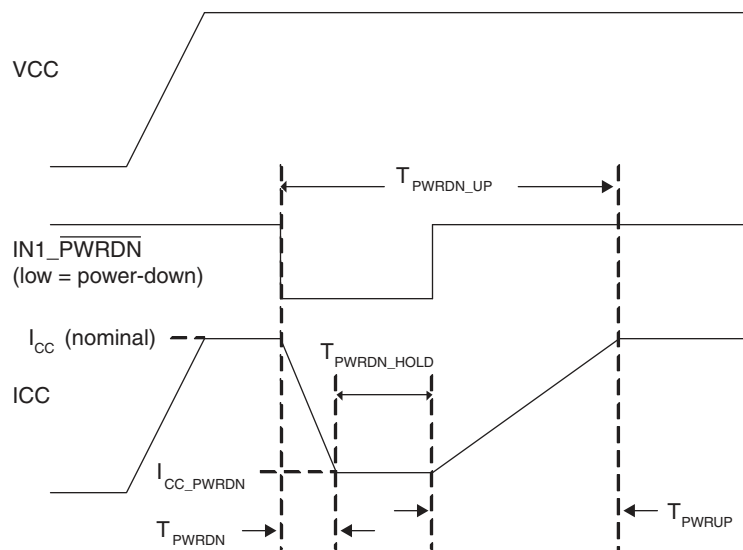 VCC
T PWRDN_UP
IN1_PWRDN
(low = power-down)
I CC (nominal)
T PWRDN_HOLD
ICC
I CC_PWRDN
T PWRDN
T PWRUP